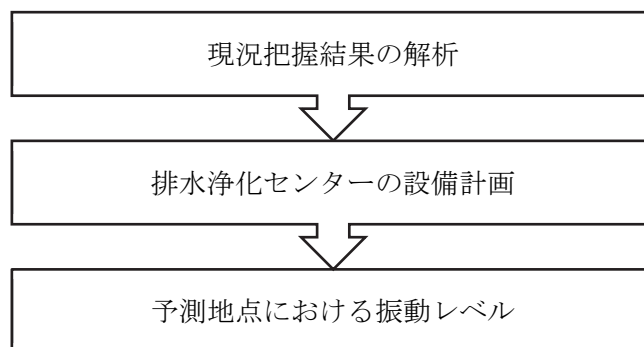 現況把握結果の解析
排水浄化センターの設備計画
予測地点における振動レベル